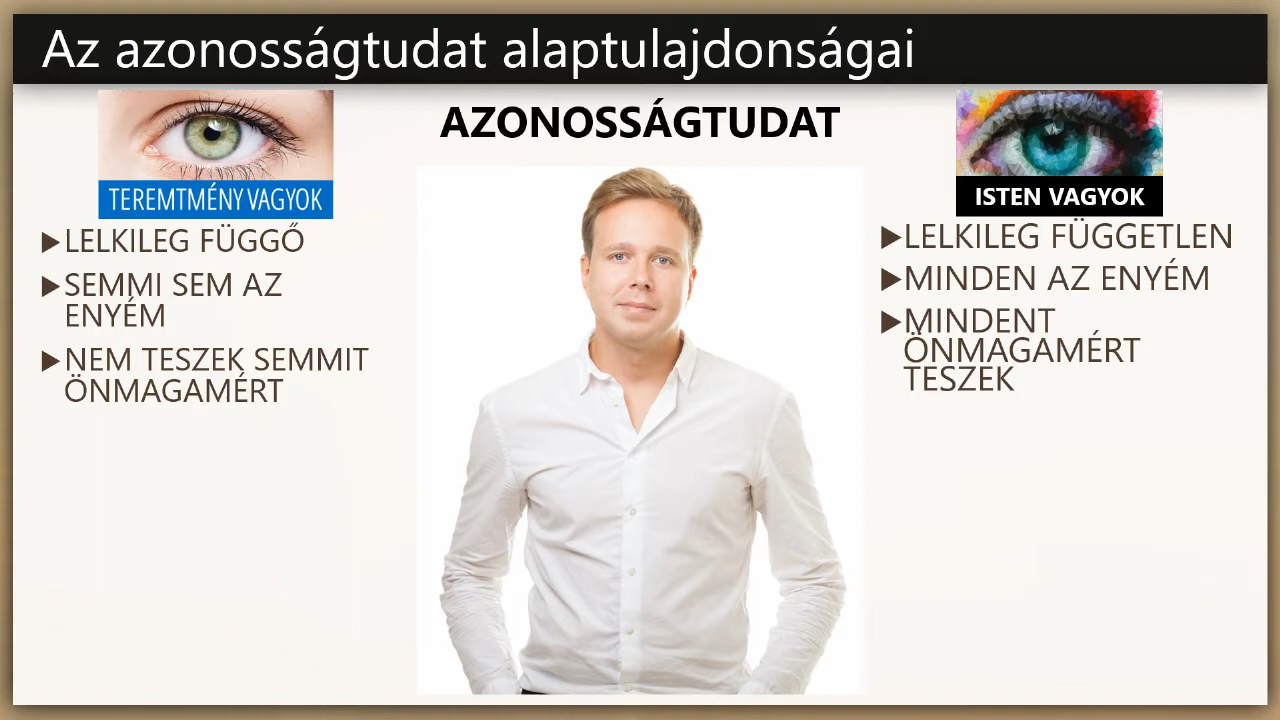 Az azonosságtudat alaptulajdonságai
AZONOSSÁGTUDAT
TEREMTMÉNY VAGYOK
▶LELKILEG FÜGGŐ
▶SEMMI SEM AZ
ENYÉM
▶NEM TESZEK SEMMIT
ÖNMAGAMÉRT
ISTEN VAGYOK
▶LELKILEG FÜGGETLEN
▶MINDEN AZ ENYÉM
▶MINDENT
ÖNMAGAMÉRT
TESZEK